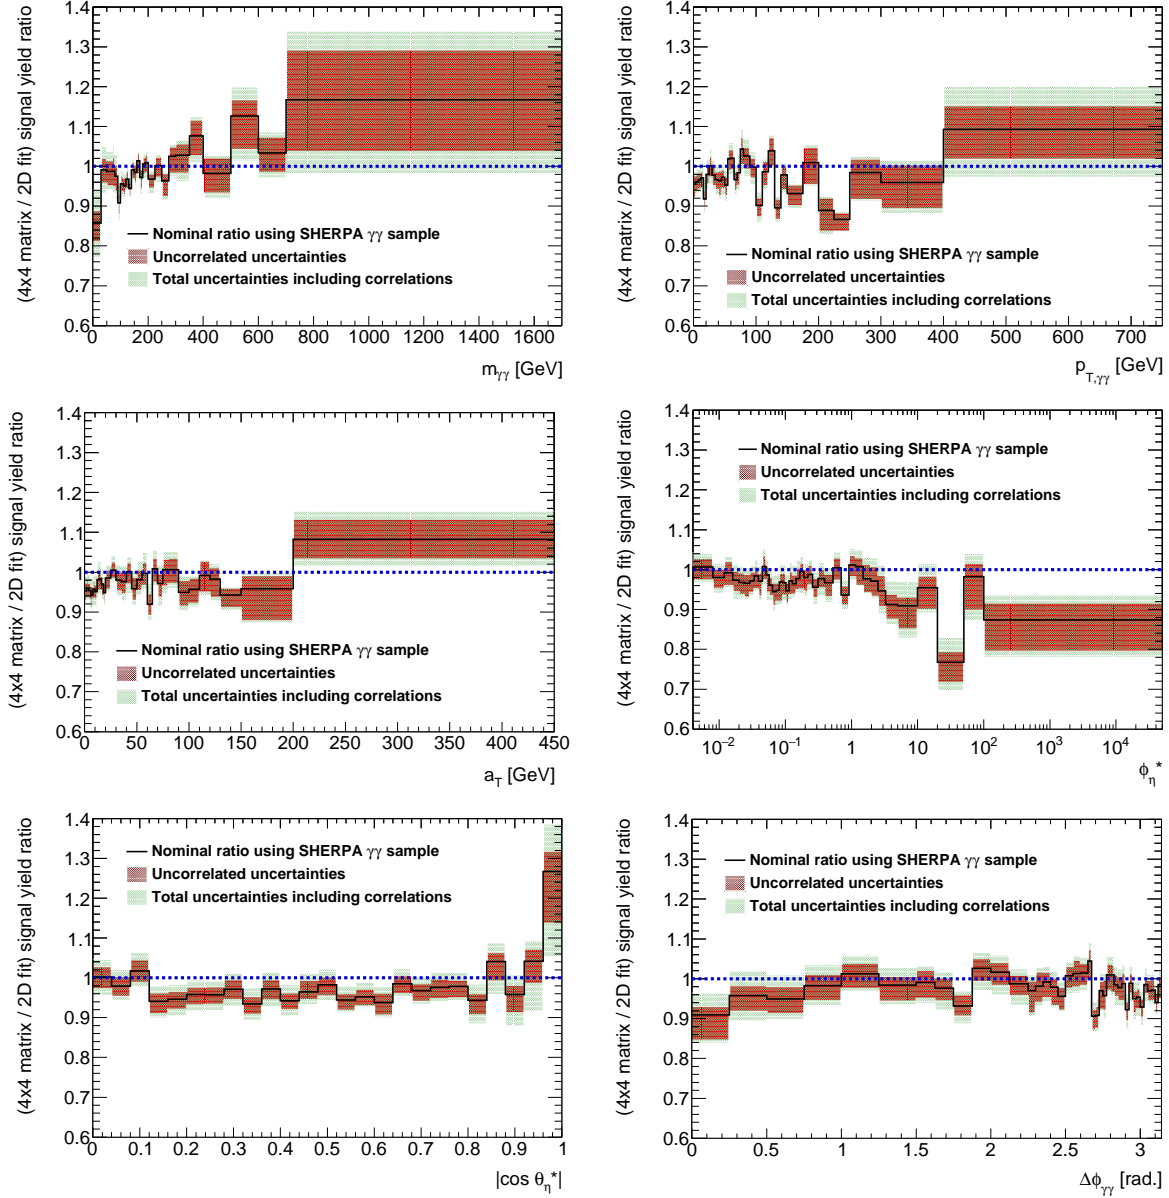 (4x4 matrix / 2D fit) signal yield ratio
1.4
1.3
1.2
1.1
1
0.9
0.8
0.7
0.6
Nominal ratio using SHERPA γγ sample
Uncorrelated uncertainties
Total uncertainties including correlations
0 200 400 600 800 1000 1200 1400 1600
m_γγ [GeV]
(4x4 matrix / 2D fit) signal yield ratio
1.4
1.3
1.2
1.1
1
0.9
0.8
0.7
0.6
Nominal ratio using SHERPA γγ sample
Uncorrelated uncertainties
Total uncertainties including correlations
0 100 200 300 400 500 600 700
p_T,γγ [GeV]
(4x4 matrix / 2D fit) signal yield ratio
1.4
1.3
1.2
1.1
1
0.9
0.8
0.7
0.6
Nominal ratio using SHERPA γγ sample
Uncorrelated uncertainties
Total uncertainties including correlations
0 50 100 150 200 250 300 350 400 450
a_T [GeV]
(4x4 matrix / 2D fit) signal yield ratio
1.4
1.3
1.2
1.1
1
0.9
0.8
0.7
0.6
Nominal ratio using SHERPA γγ sample
Uncorrelated uncertainties
Total uncertainties including correlations
10⁻² 10⁻¹ 1 10 10² 10³ 10⁴
ϕ_η*
(4x4 matrix / 2D fit) signal yield ratio
1.4
1.3
1.2
1.1
1
0.9
0.8
0.7
0.6
Nominal ratio using SHERPA γγ sample
Uncorrelated uncertainties
Total uncertainties including correlations
0 0.1 0.2 0.3 0.4 0.5 0.6 0.7 0.8 0.9 1
|cos θ_η*|
(4x4 matrix / 2D fit) signal yield ratio
1.4
1.3
1.2
1.1
1
0.9
0.8
0.7
0.6
Nominal ratio using SHERPA γγ sample
Uncorrelated uncertainties
Total uncertainties including correlations
0 0.5 1 1.5 2 2.5 3
Δϕ_γγ [rad.]